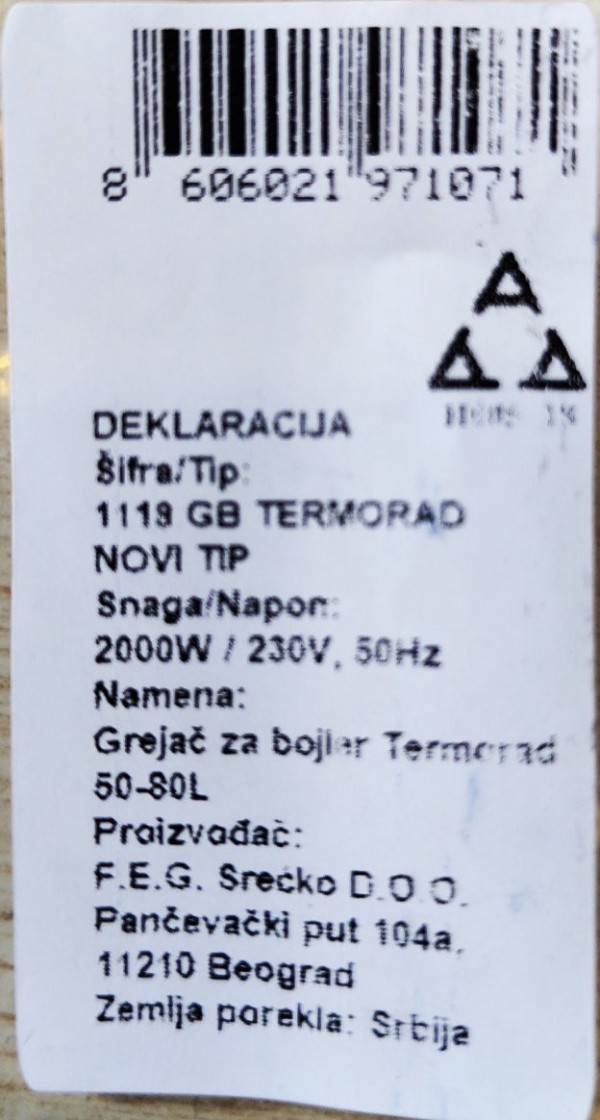 8 606021 971071
DEKLARACIJA
Šifra/Tip:
1119 GB TERMORAD
NOVI TIP
Snaga/Napon:
2000W / 230V, 50Hz
Namena:
Grejač za bojler Termorad
50-80L
Proizvođač:
F.E.G. Srećko D.O.O.
Pančevački put 104a,
11210 Beograd
Zemlja porekla: Srbija